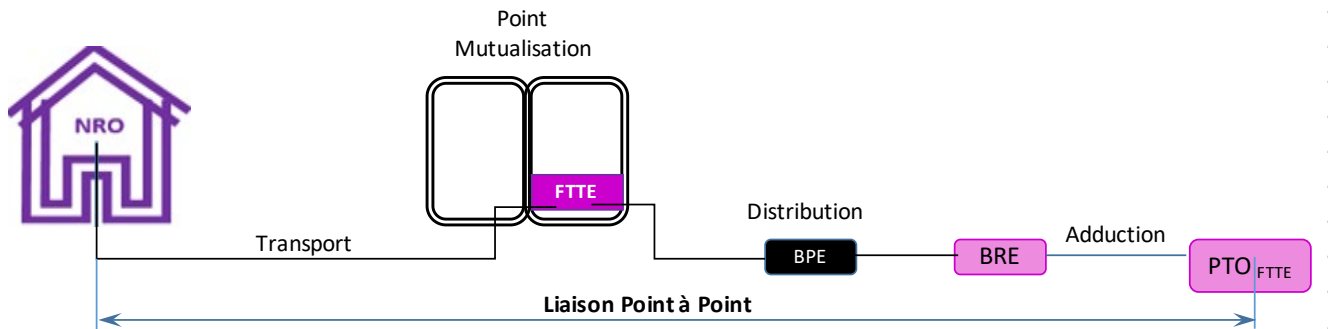 Point
Mutualisation
NRO
FTTE
Transport
Distribution
BPE
BRE
Adduction
PTO FTTE
Liaison Point à Point